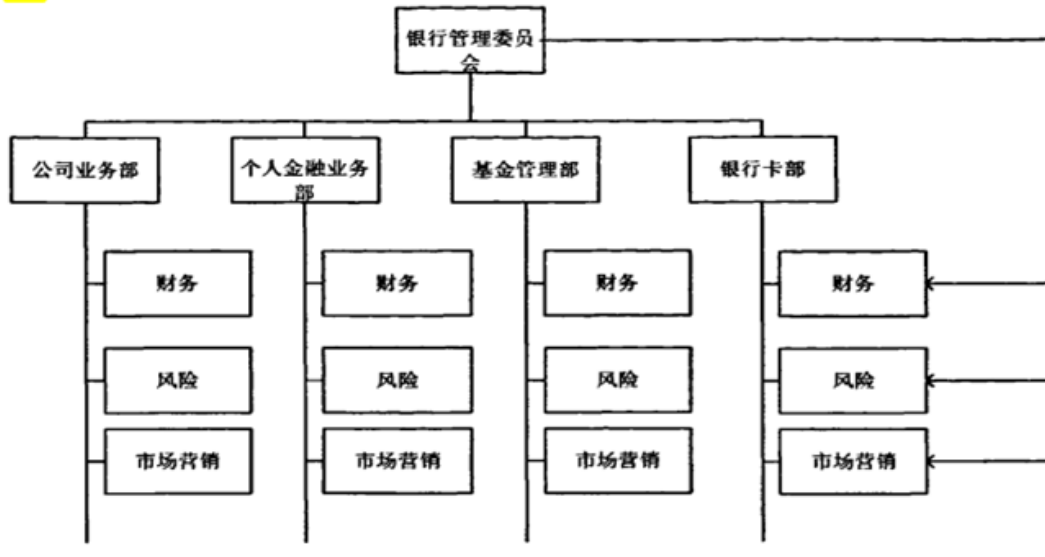 银行管理委员
会
公司业务部
个人金融业务
部
基金管理部
银行卡部
财务
财务
财务
财务
风险
风险
风险
风险
市场营销
市场营销
市场营销
市场营销